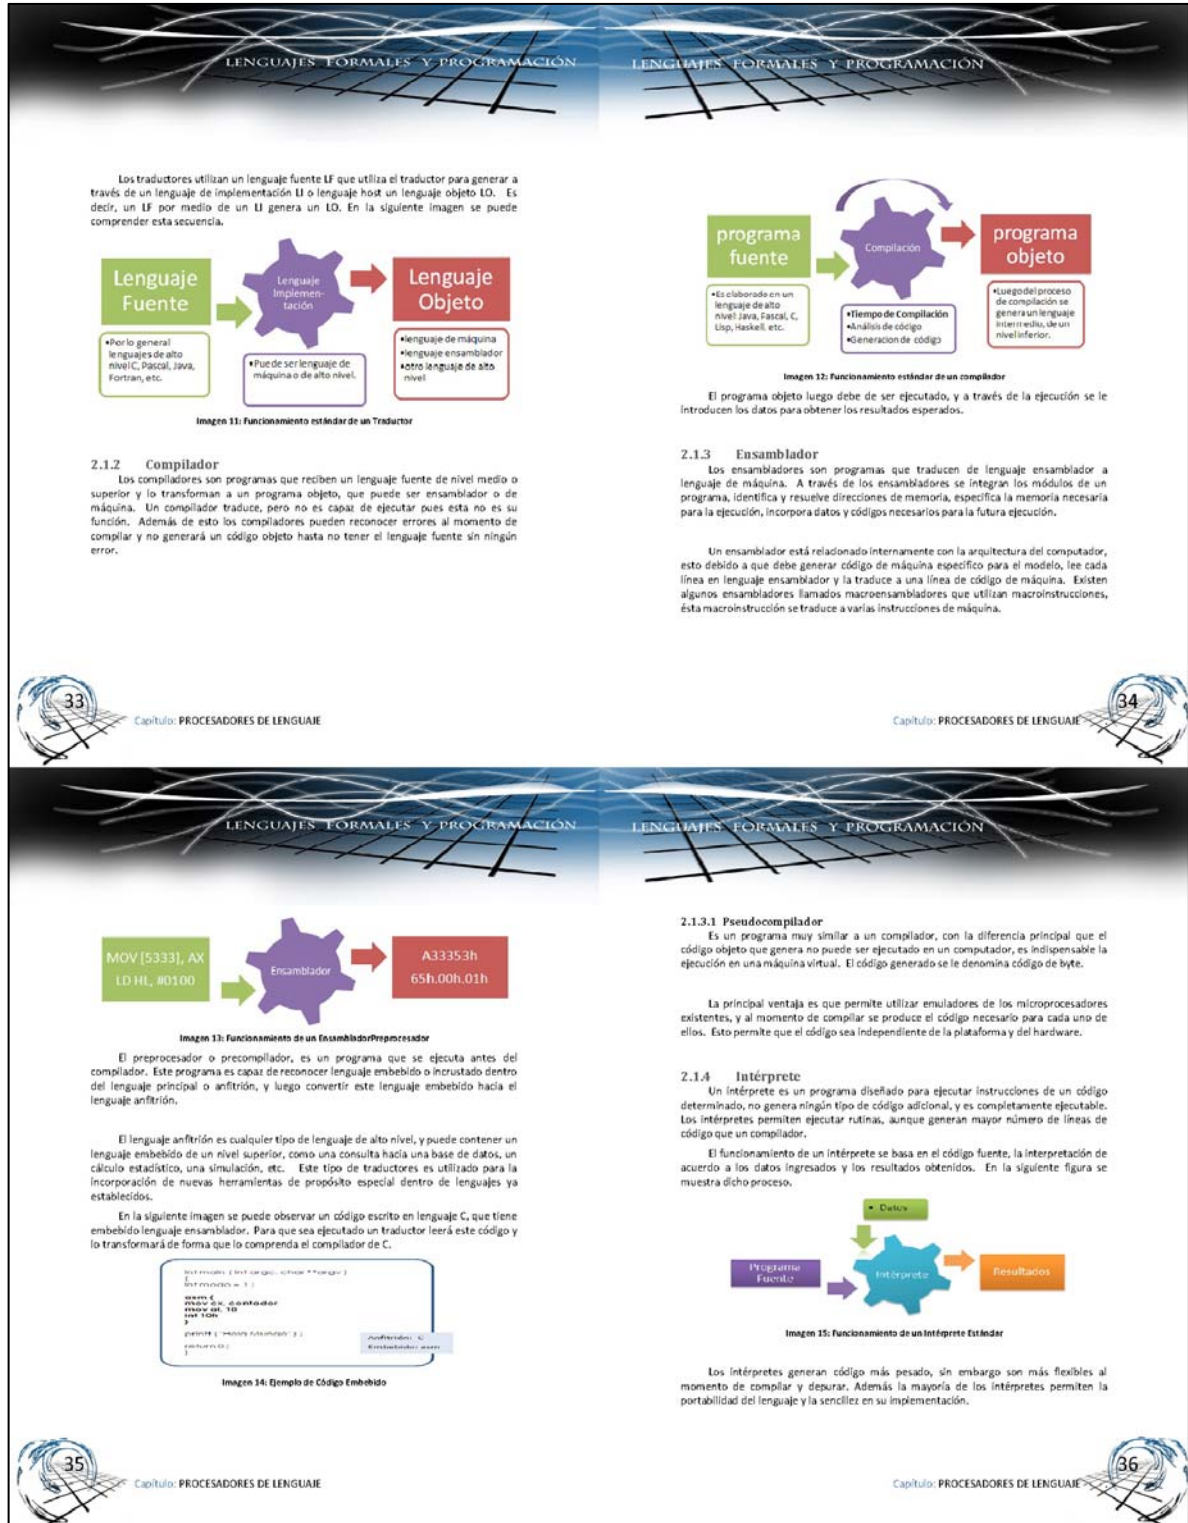 LENGUAJES FORMALES Y PROGRAMACIÓN
Los traductores utilizan un lenguaje fuente LF que utiliza el traductor para generar a
través de un lenguaje de implementación LI o lenguaje host un lenguaje objeto LO. Es
decir, un LF por medio de un LI genera un LO. En la siguiente imagen se puede
comprender esta secuencia.
Lenguaje
Fuente
•Por lo general
lenguajes de alto
nivel C, Pascal, Java,
Fortran, etc.
Lenguaje
Implemen-
tación
•Puede ser lenguaje de
máquina o de alto nivel.
Lenguaje
Objeto
•lenguaje de máquina
•lenguaje ensamblador
•otro lenguaje de alto
nivel
Imagen 11: Funcionamiento estándar de un Traductor
2.1.2 Compilador
Los compiladores son programas que reciben un lenguaje fuente de nivel medio o
superior y lo transforman a un programa objeto, que puede ser ensamblador o de
máquina. Un compilador traduce, pero no es capaz de ejecutar pues esta no es su
función. Además de esto los compiladores pueden reconocer errores al momento de
compilar y no generará un código objeto hasta no tener el lenguaje fuente sin ningún
error.
33
Capítulo: PROCESADORES DE LENGUAJE
LENGUAJES FORMALES Y PROGRAMACIÓN
programa
fuente
•Es elaborado en un
lenguaje de alto
nivel: Java, Pascal, C,
Lisp, Haskell, etc.
Compilación
•Tiempo de Compilación
•Análisis de código
•Generacion de código
programa
objeto
•Luego del proceso
de compilación se
genera un lenguaje
intermedio, de un
nivel inferior.
Imagen 12: Funcionamiento estándar de un compilador
El programa objeto luego debe de ser ejecutado, y a través de la ejecución se le
introducen los datos para obtener los resultados esperados.
2.1.3 Ensamblador
Los ensambladores son programas que traducen de lenguaje ensamblador a
lenguaje de máquina. A través de los ensambladores se integran los módulos de un
programa, identifica y resuelve direcciones de memoria, especifica la memoria necesaria
para la ejecución, incorpora datos y códigos necesarios para la futura ejecución.
Un ensamblador está relacionado internamente con la arquitectura del computador,
esto debido a que debe generar código de máquina específico para el modelo, lee cada
línea en lenguaje ensamblador y la traduce a una línea de código de máquina. Existen
algunos ensambladores llamados macroensambladores que utilizan macroinstrucciones,
ésta macroinstrucción se traduce a varias instrucciones de máquina.
34
Capítulo: PROCESADORES DE LENGUAJE
LENGUAJES FORMALES Y PROGRAMACIÓN
MOV [5333], AX
LD HL, #0100
Ensamblador
A33353h
65h.00h.01h
Imagen 13: Funcionamiento de un EnsambladorPreprocesador
El preprocesador o precompilador, es un programa que se ejecuta antes del
compilador. Este programa es capaz de reconocer lenguaje embebido o incrustado dentro
del lenguaje principal o anfitrión, y luego convertir este lenguaje embebido hacia el
lenguaje anfitrión.
El lenguaje anfitrión es cualquier tipo de lenguaje de alto nivel, y puede contener un
lenguaje embebido de un nivel superior, como una consulta hacia una base de datos, un
cálculo estadístico, una simulación, etc. Este tipo de traductores es utilizado para la
incorporación de nuevas herramientas de propósito especial dentro de lenguajes ya
establecidos.
En la siguiente imagen se puede observar un código escrito en lenguaje C, que tiene
embebido lenguaje ensamblador. Para que sea ejecutado un traductor leerá este código y
lo transformará de forma que lo comprenda el compilador de C.
int main (int argc, char **argv)
{
int modo = 1;
asm {
mov cx, contador
mov al, 10
int 10h
}
printf ("Hola Mundo");
return 0;
}
Anfitrión: C
Embebido: asm
Imagen 14: Ejemplo de Código Embebido
35
Capítulo: PROCESADORES DE LENGUAJE
LENGUAJES FORMALES Y PROGRAMACIÓN
2.1.3.1 Pseudocompilador
Es un programa muy similar a un compilador, con la diferencia principal que el
código objeto que genera no puede ser ejecutado en un computador, es indispensable la
ejecución en una máquina virtual. El código generado se le denomina código de byte.
La principal ventaja es que permite utilizar emuladores de los microprocesadores
existentes, y al momento de compilar se produce el código necesario para cada uno de
ellos. Esto permite que el código sea independiente de la plataforma y del hardware.
2.1.4 Intérprete
Un intérprete es un programa diseñado para ejecutar instrucciones de un código
determinado, no genera ningún tipo de código adicional, y es completamente ejecutable.
Los intérpretes permiten ejecutar rutinas, aunque generan mayor número de líneas de
código que un compilador.
El funcionamiento de un intérprete se basa en el código fuente, la interpretación de
acuerdo a los datos ingresados y los resultados obtenidos. En la siguiente figura se
muestra dicho proceso.
• Datos
Programa
Fuente
Intérprete
Resultados
Imagen 15: Funcionamiento de un Intérprete Estándar
Los intérpretes generan código más pesado, sin embargo son más flexibles al
momento de compilar y depurar. Además la mayoría de los intérpretes permiten la
portabilidad del lenguaje y la sencillez en su implementación.
36
Capítulo: PROCESADORES DE LENGUAJE